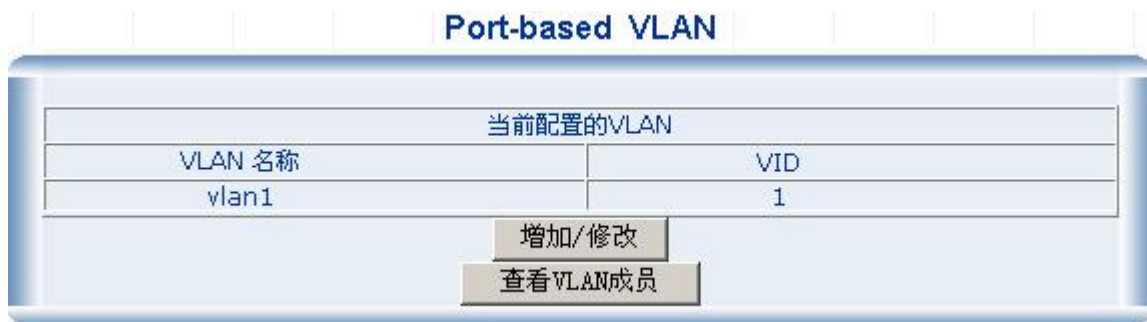 Port-based VLAN
当前配置的VLAN
VLAN 名称 VID
vlan1 1
增加/修改
查看VLAN成员